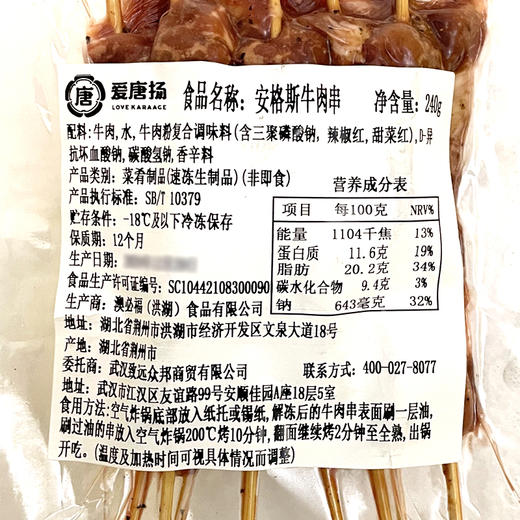 唐 爱唐扬 LOVE KARAAGE 食品名称：安格斯牛肉串 净含量：240g
配料：牛肉,水,牛肉粉复合调味料(含三聚磷酸钠，辣椒红,甜菜红),D-异
抗坏血酸钠,碳酸氢钠,香辛料
产品类别：菜肴制品(速冻生制品)(非即食)
产品执行标准：SB/T 10379
贮存条件：-18℃及以下冷冻保存
保质期：12个月
生产日期：
食品生产许可证编号：SC10442108300090
营养成分表
项目 每100克 NRV%
能量 1104千焦 13%
蛋白质 11.6克 19%
脂肪 20.2克 34%
碳水化合物 9.4克 3%
钠 643毫克 32%
生产商：澳必福（洪湖）食品有限公司
地址：湖北省荆州市洪湖市经济开发区文泉大道18号
产地：湖北省荆州市
委托商：武汉致远众邦商贸有限公司 联系方式：400-027-8077
地址：武汉市江汉区友谊路99号安顺佳园A座18层5室
食用方法:空气炸锅底部放入纸托或锡纸,解冻后的牛肉串表面刷一层油,
刷过油的串放入空气炸锅200℃烤10分钟,翻面继续烤2分钟至全熟,出锅
开吃。(温度及加热时间可视具体情况而调整)